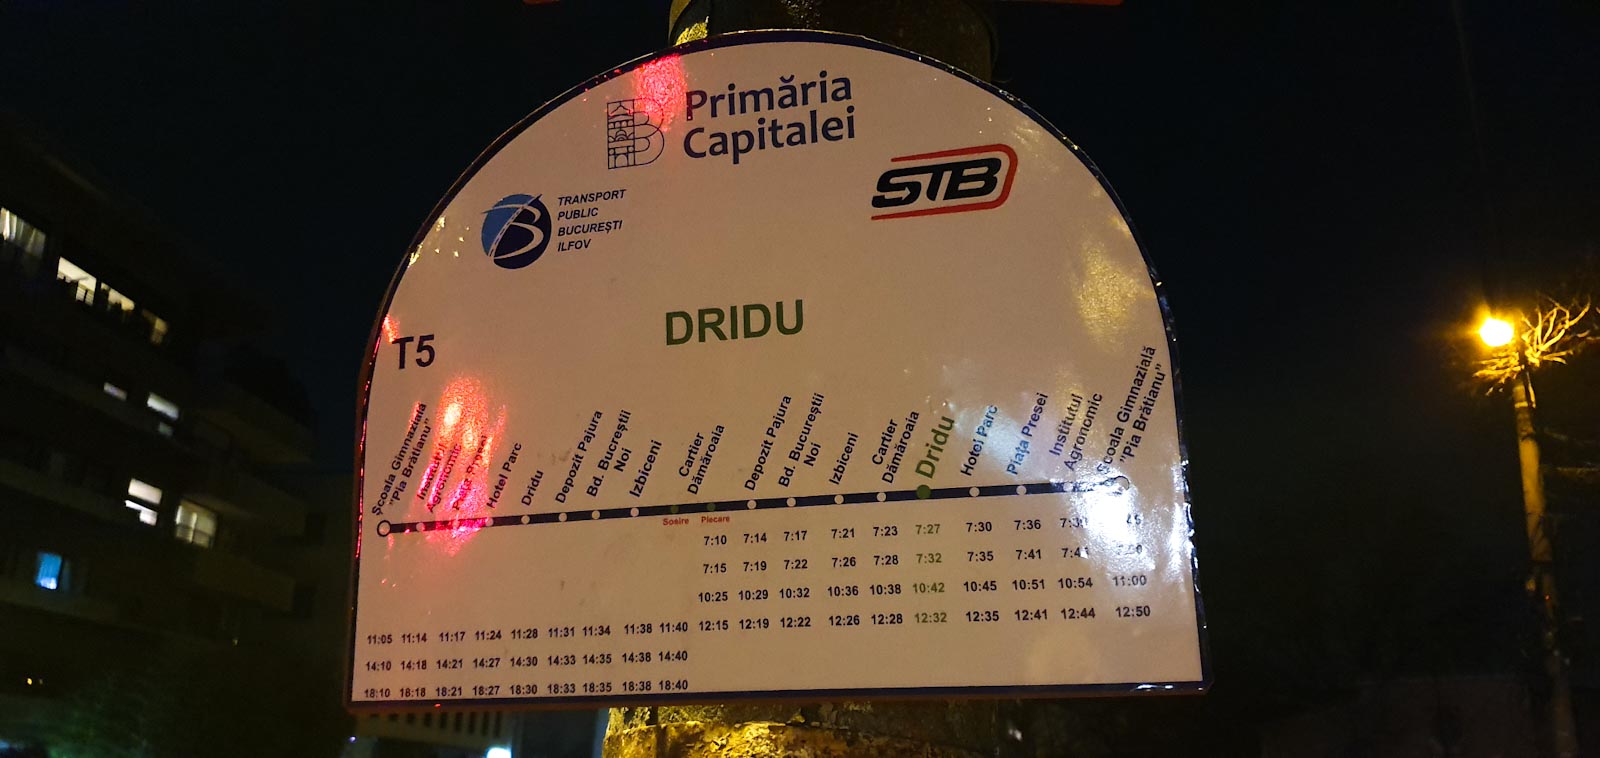 Primăria
Capitalei
STB
TRANSPORT
PUBLIC
BUCUREȘTI
ILFOV
DRIDU
T5
Școala Gimnazială
"Pia Brătianu"
Institutul
Agronomic
Piața Presei
Hotel Parc
Dridu
Depozit Pajura
Bd. Bucureștii
Noi
Izbiceni
Cartier
Dămăroaia
Depozit Pajura
Bd. Bucureștii
Noi
Izbiceni
Cartier
Dămăroaia
Dridu
Hotel Parc
Piața Presei
Institutul
Agronomic
Școala Gimnazială
"Pia Brătianu"
Sosire Plecare
7:10 7:14 7:17 7:21 7:23 7:27 7:30 7:36
7:15 7:19 7:22 7:26 7:28 7:32 7:35 7:41
10:25 10:29 10:32 10:36 10:38 10:42 10:45 10:51 10:54 11:00
11:05 11:14 11:17 11:24 11:28 11:31 11:34 11:38 11:40 12:15 12:19 12:22 12:26 12:28 12:32 12:35 12:41 12:44 12:50
14:10 14:18 14:21 14:27 14:30 14:33 14:35 14:38 14:40
18:10 18:18 18:21 18:27 18:30 18:33 18:35 18:38 18:40